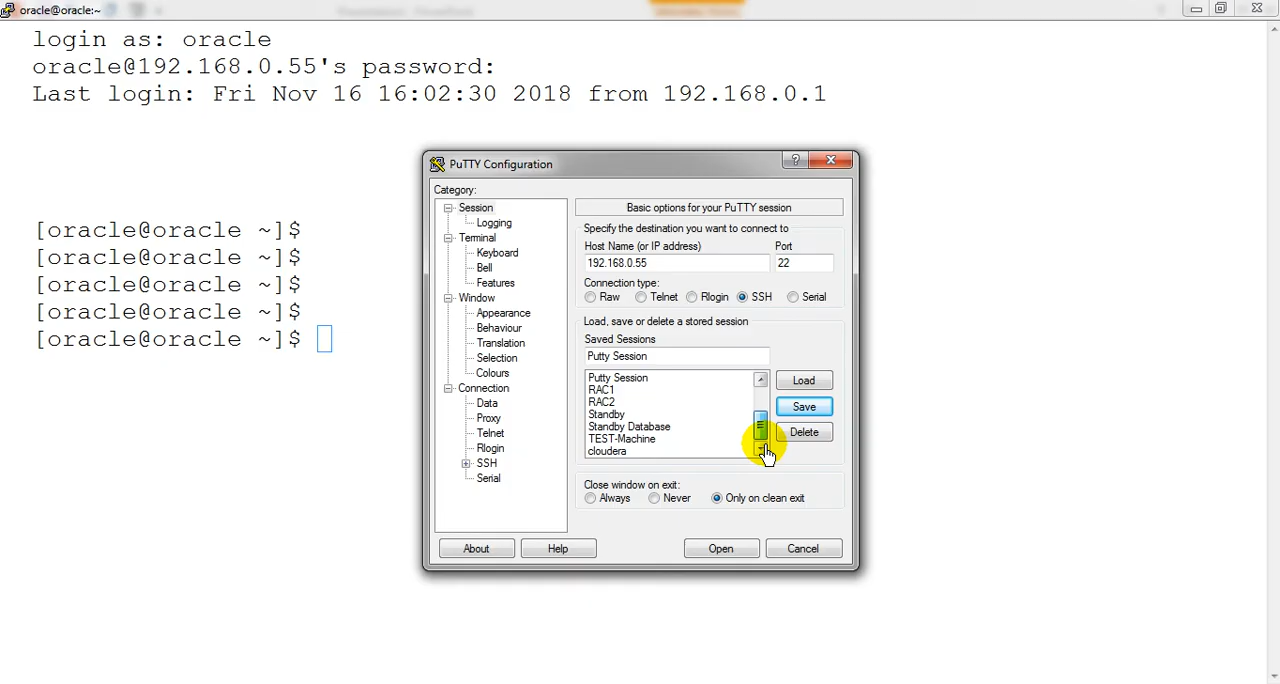 oracle@oracle:~
login as: oracle
oracle@192.168.0.55's password:
Last login: Fri Nov 16 16:02:30 2018 from 192.168.0.1
[oracle@oracle ~]$
[oracle@oracle ~]$
[oracle@oracle ~]$
[oracle@oracle ~]$
[oracle@oracle ~]$
PuTTY Configuration
?
Category:
Session
Logging
Terminal
Keyboard
Bell
Features
Window
Appearance
Behaviour
Translation
Selection
Colours
Connection
Data
Proxy
Telnet
Rlogin
SSH
Serial
Basic options for your PuTTY session
Specify the destination you want to connect to
Host Name (or IP address) Port
192.168.0.55 22
Connection type:
Raw Telnet Rlogin SSH Serial
Load, save or delete a stored session
Saved Sessions
Putty Session
Putty Session
RAC1
RAC2
Standby
Standby Database
TEST-Machine
cloudera
Load
Save
Delete
Close window on exit:
Always Never Only on clean exit
About Help Open Cancel